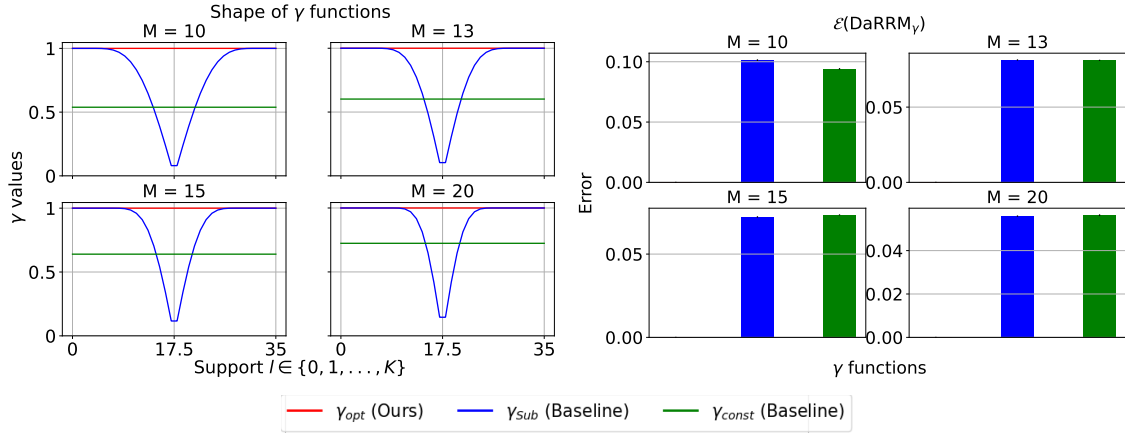 Shape of γ functions
M = 10
M = 13
1
0.5
0
1
M = 15
M = 20
1
0.5
0
0
17.5
35
0
17.5
35
γ values
Support l ∈ {0, 1, . . . , K}
ℰ(DaRRM_γ)
M = 10
M = 13
0.10
0.05
0.00
0.05
0.00
M = 15
M = 20
0.05
0.00
0.04
0.02
0.00
Error
γ functions
γ_opt (Ours)
γ_Sub (Baseline)
γ_const (Baseline)